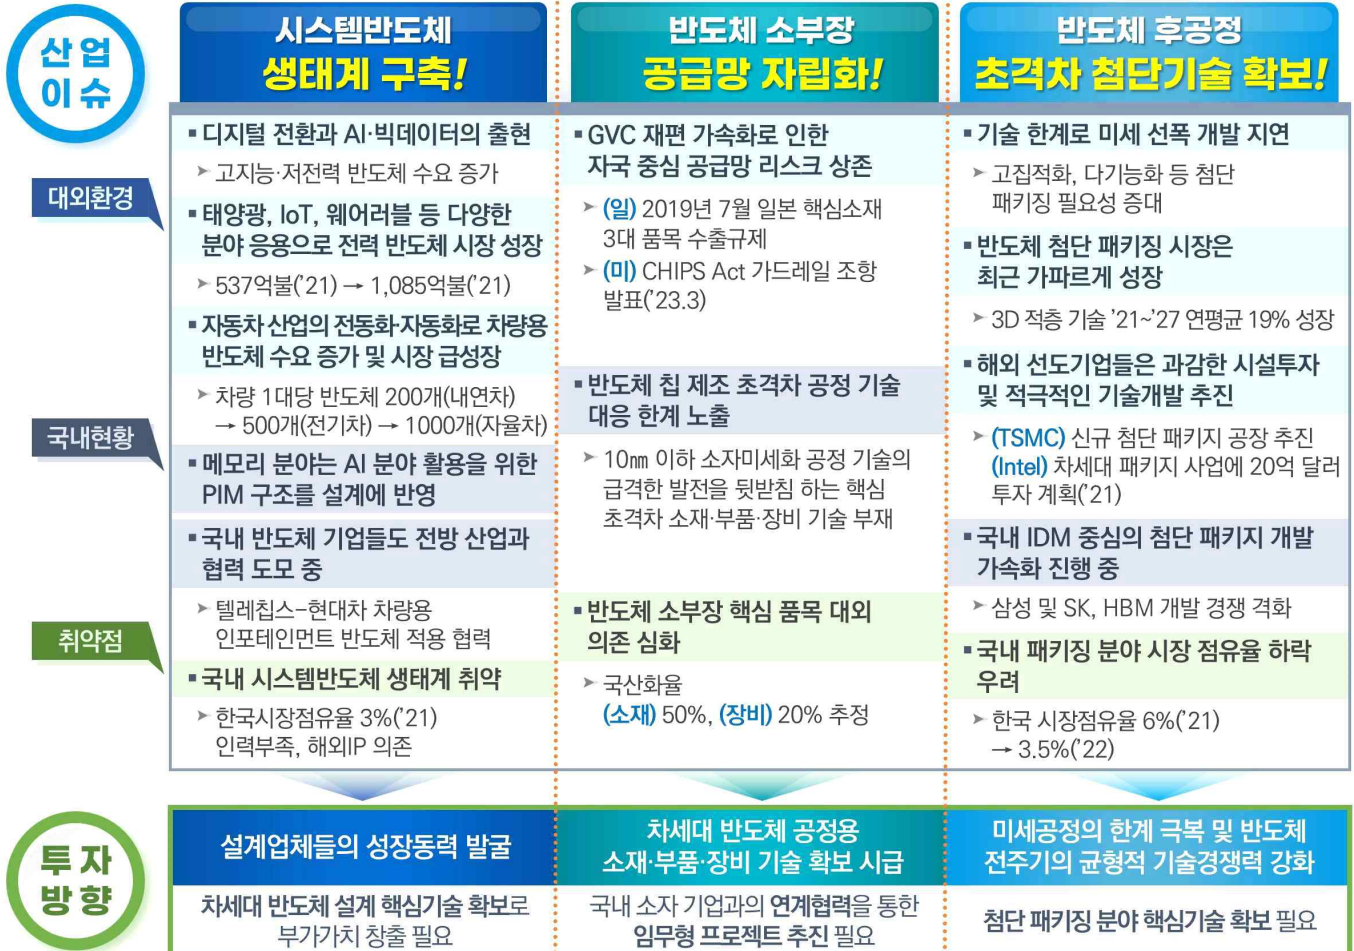 산업
이슈
시스템반도체
생태계 구축!
반도체 소부장
공급망 자립화!
반도체 후공정
초격차 첨단기술 확보!
대외환경
국내현황
취약점
▪ 디지털 전환과 AI·빅데이터의 출현
➤ 고지능·저전력 반도체 수요 증가
▪ 태양광, IoT, 웨어러블 등 다양한
분야 응용으로 전력 반도체 시장 성장
➤ 537억불('21) → 1,085억불('21)
▪ 자동차 산업의 전동화·자동화로 차량용
반도체 수요 증가 및 시장 급성장
➤ 차량 1대당 반도체 200개(내연차)
→ 500개(전기차) → 1000개(자율차)
▪ 메모리 분야는 AI 분야 활용을 위한
PIM 구조를 설계에 반영
▪ 국내 반도체 기업들도 전방 산업과
협력 도모 중
➤ 텔레칩스-현대차 차량용
인포테인먼트 반도체 적용 협력
▪ 국내 시스템반도체 생태계 취약
➤ 한국시장점유율 3%('21)
인력부족, 해외IP 의존
▪ GVC 재편 가속화로 인한
자국 중심 공급망 리스크 상존
➤ (일) 2019년 7월 일본 핵심소재
3대 품목 수출규제
➤ (미) CHIPS Act 가드레일 조항
발표('23.3)
▪ 반도체 칩 제조 초격차 공정 기술
대응 한계 노출
➤ 10㎚ 이하 소자미세화 공정 기술의
급격한 발전을 뒷받침 하는 핵심
초격차 소재·부품·장비 기술 부재
▪ 반도체 소부장 핵심 품목 대외
의존 심화
➤ 국산화율
(소재) 50%, (장비) 20% 추정
▪ 기술 한계로 미세 선폭 개발 지연
➤ 고집적화, 다기능화 등 첨단
패키징 필요성 증대
▪ 반도체 첨단 패키징 시장은
최근 가파르게 성장
➤ 3D 적층 기술 '21~'27 연평균 19% 성장
▪ 해외 선도기업들은 과감한 시설투자
및 적극적인 기술개발 추진
➤ (TSMC) 신규 첨단 패키지 공장 추진
(Intel) 차세대 패키지 사업에 20억 달러
투자 계획('21)
▪ 국내 IDM 중심의 첨단 패키지 개발
가속화 진행 중
➤ 삼성 및 SK, HBM 개발 경쟁 격화
▪ 국내 패키징 분야 시장 점유율 하락
우려
➤ 한국 시장점유율 6%('21)
→ 3.5%('22)
투자
방향
설계업체들의 성장동력 발굴
차세대 반도체 설계 핵심기술 확보로
부가가치 창출 필요
차세대 반도체 공정용
소재·부품·장비 기술 확보 시급
국내 소자 기업과의 연계협력을 통한
임무형 프로젝트 추진 필요
미세공정의 한계 극복 및 반도체
전주기의 균형적 기술경쟁력 강화
첨단 패키징 분야 핵심기술 확보 필요